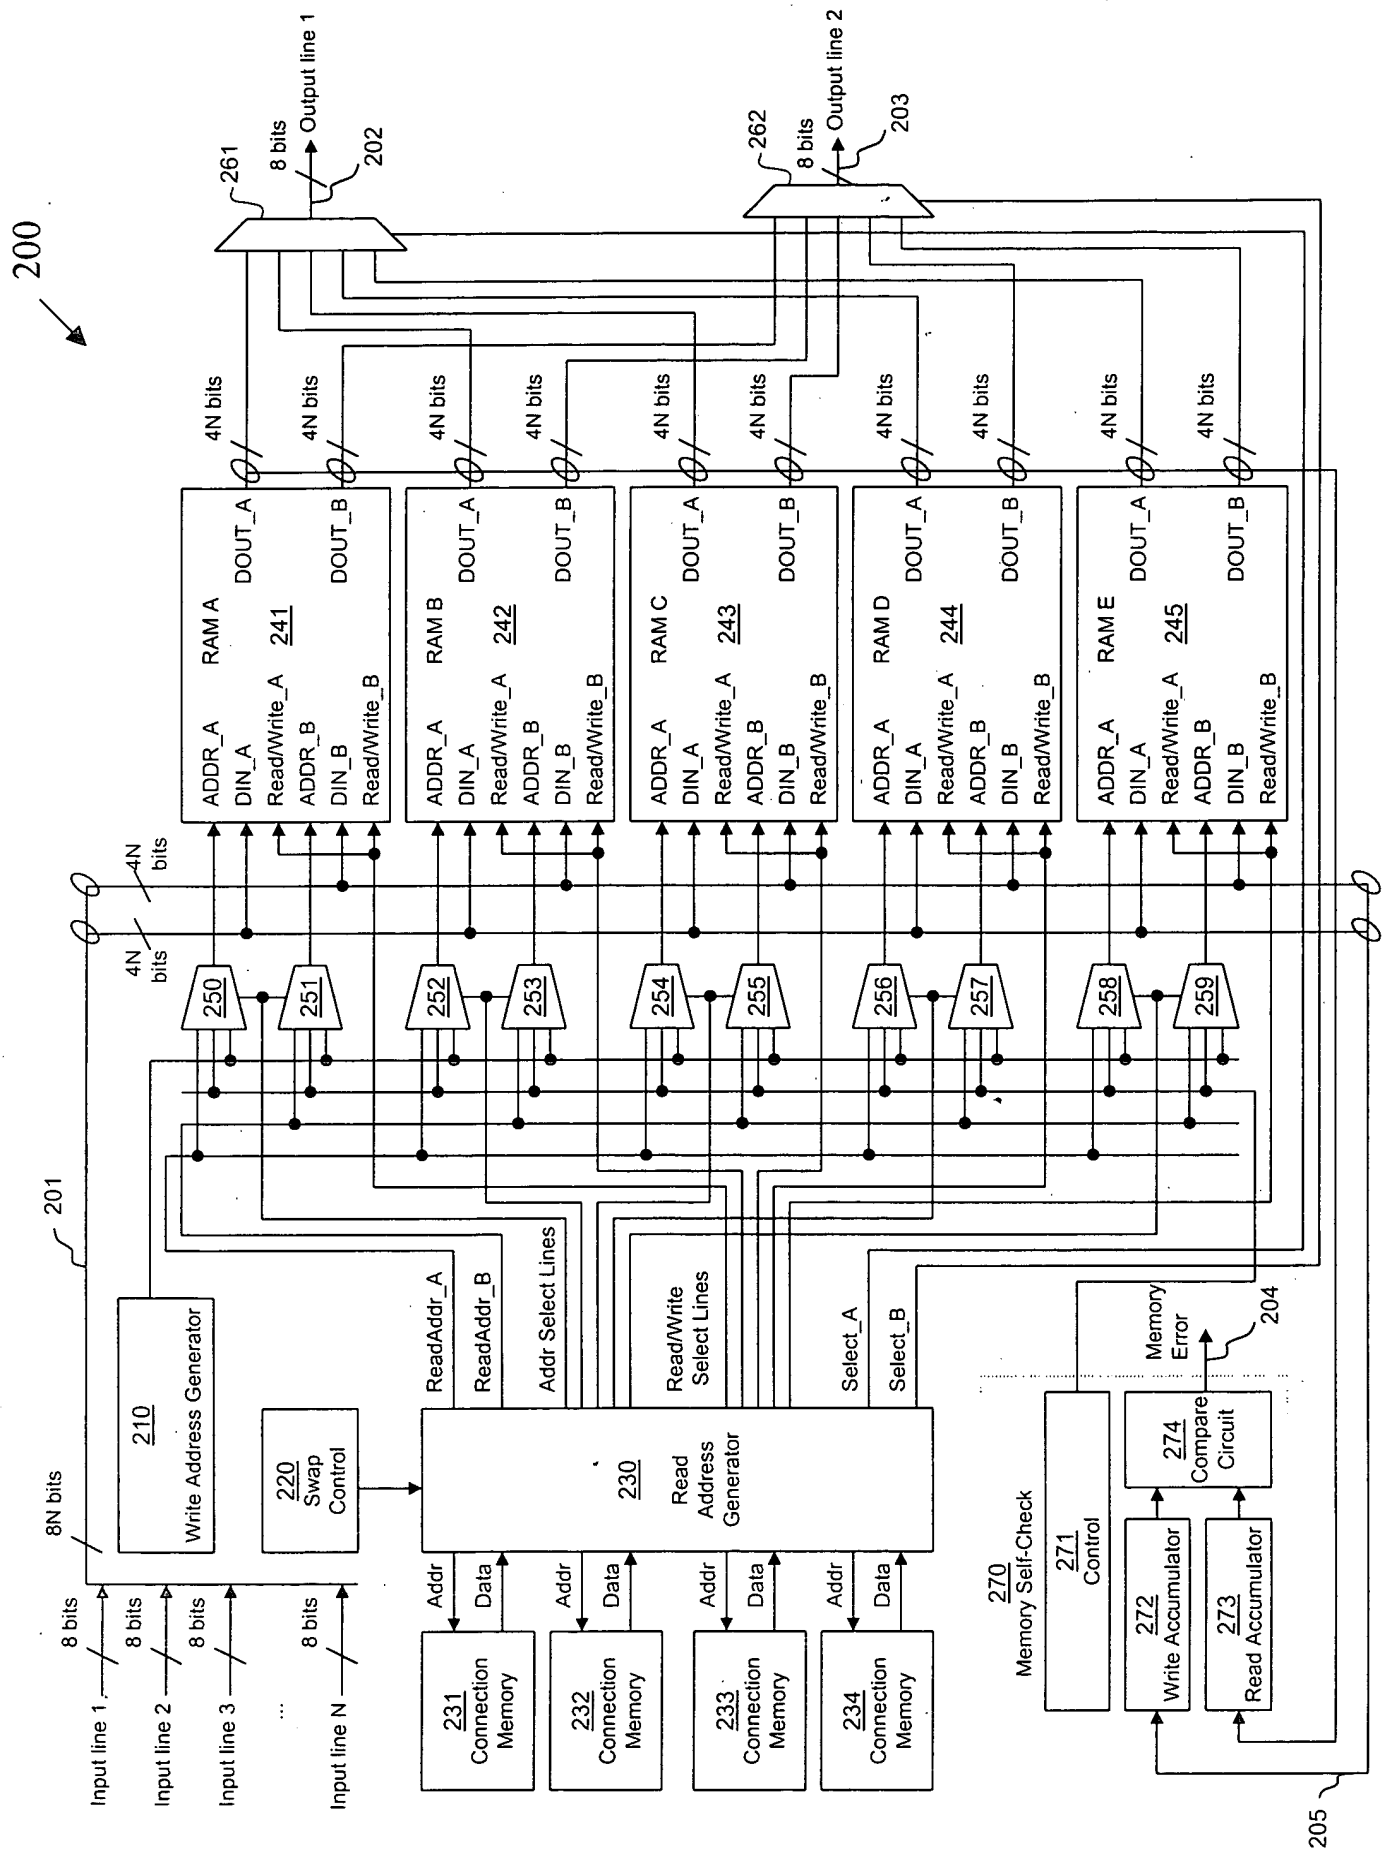 200
201
8N bits
Input line 1
8 bits
Input line 2
8 bits
Input line 3
8 bits
...
Input line N
8 bits
210
Write Address Generator
220
Swap
Control
230
Read
Address
Generator
Addr
Data
Addr
Data
Addr
Data
Addr
Data
231
Connection
Memory
232
Connection
Memory
233
Connection
Memory
234
Connection
Memory
ReadAddr_A
ReadAddr_B
Addr Select Lines
Read/Write
Select Lines
Select_A
Select_B
270
Memory Self-Check
271
Control
272
Write Accumulator
273
Read Accumulator
274
Compare
Circuit
Memory
Error
204
205
4N
bits
4N
bits
250
251
252
253
254
255
256
257
258
259
RAM A
241
ADDR_A
DIN_A
Read/Write_A
ADDR_B
DIN_B
Read/Write_B
DOUT_A
DOUT_B
RAM B
242
ADDR_A
DIN_A
Read/Write_A
ADDR_B
DIN_B
Read/Write_B
DOUT_A
DOUT_B
RAM C
243
ADDR_A
DIN_A
Read/Write_A
ADDR_B
DIN_B
Read/Write_B
DOUT_A
DOUT_B
RAM D
244
ADDR_A
DIN_A
Read/Write_A
ADDR_B
DIN_B
Read/Write_B
DOUT_A
DOUT_B
RAM E
245
ADDR_A
DIN_A
Read/Write_A
ADDR_B
DIN_B
Read/Write_B
DOUT_A
DOUT_B
4N bits
4N bits
4N bits
4N bits
4N bits
4N bits
4N bits
4N bits
4N bits
4N bits
261
8 bits
Output line 1
202
262
8 bits
Output line 2
203